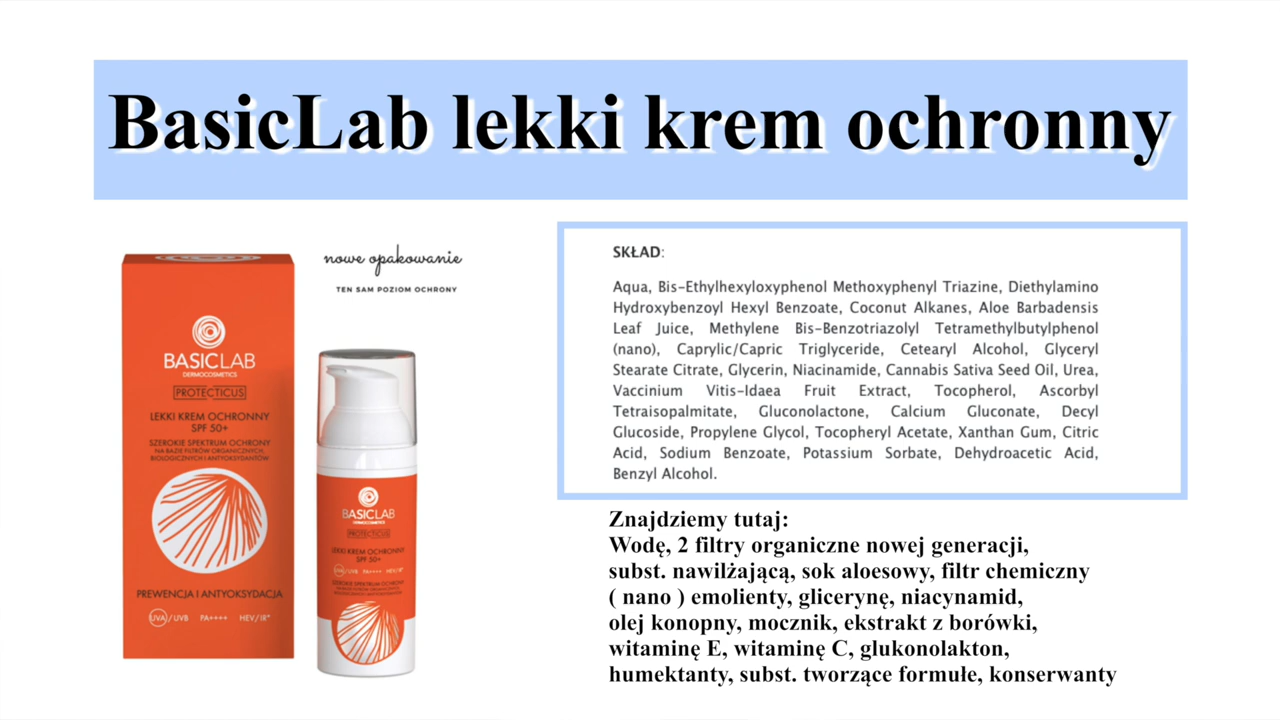 BasicLab lekki krem ochronny
nowe opakowanie
TEN SAM POZIOM OCHRONY
BASICLAB
DERMOCOSMETICS
PROTECTICUS
LEKKI KREM OCHRONNY
SPF 50+
SZEROKIE SPEKTRUM OCHRONY
NA BAZIE FILTRÓW ORGANICZNYCH,
BIOLOGICZNYCH I ANTYOKSYDANTÓW
PREWENCJA I ANTYOKSYDACJA
UVA/UVB PA++++ HEV/IR*
BASICLAB
DERMOCOSMETICS
PROTECTICUS
LEKKI KREM OCHRONNY
SPF 50+
UVA/UVB PA++++ HEV/IR*
SZEROKIE SPEKTRUM OCHRONY
SKŁAD:
Aqua, Bis-Ethylhexyloxyphenol Methoxyphenyl Triazine, Diethylamino
Hydroxybenzoyl Hexyl Benzoate, Coconut Alkanes, Aloe Barbadensis
Leaf Juice, Methylene Bis-Benzotriazolyl Tetramethylbutylphenol
(nano), Caprylic/Capric Triglyceride, Cetearyl Alcohol, Glyceryl
Stearate Citrate, Glycerin, Niacinamide, Cannabis Sativa Seed Oil, Urea,
Vaccinium Vitis-Idaea Fruit Extract, Tocopherol, Ascorbyl
Tetraisopalmitate, Gluconolactone, Calcium Gluconate, Decyl
Glucoside, Propylene Glycol, Tocopheryl Acetate, Xanthan Gum, Citric
Acid, Sodium Benzoate, Potassium Sorbate, Dehydroacetic Acid,
Benzyl Alcohol.
Znajdziemy tutaj:
Wodę, 2 filtry organiczne nowej generacji,
subst. nawilżającą, sok aloesowy, filtr chemiczny
( nano ) emolienty, glicerynę, niacynamid,
olej konopny, mocznik, ekstrakt z borówki,
witaminę E, witaminę C, glukonolakton,
humektanty, subst. tworzące formułe, konserwanty